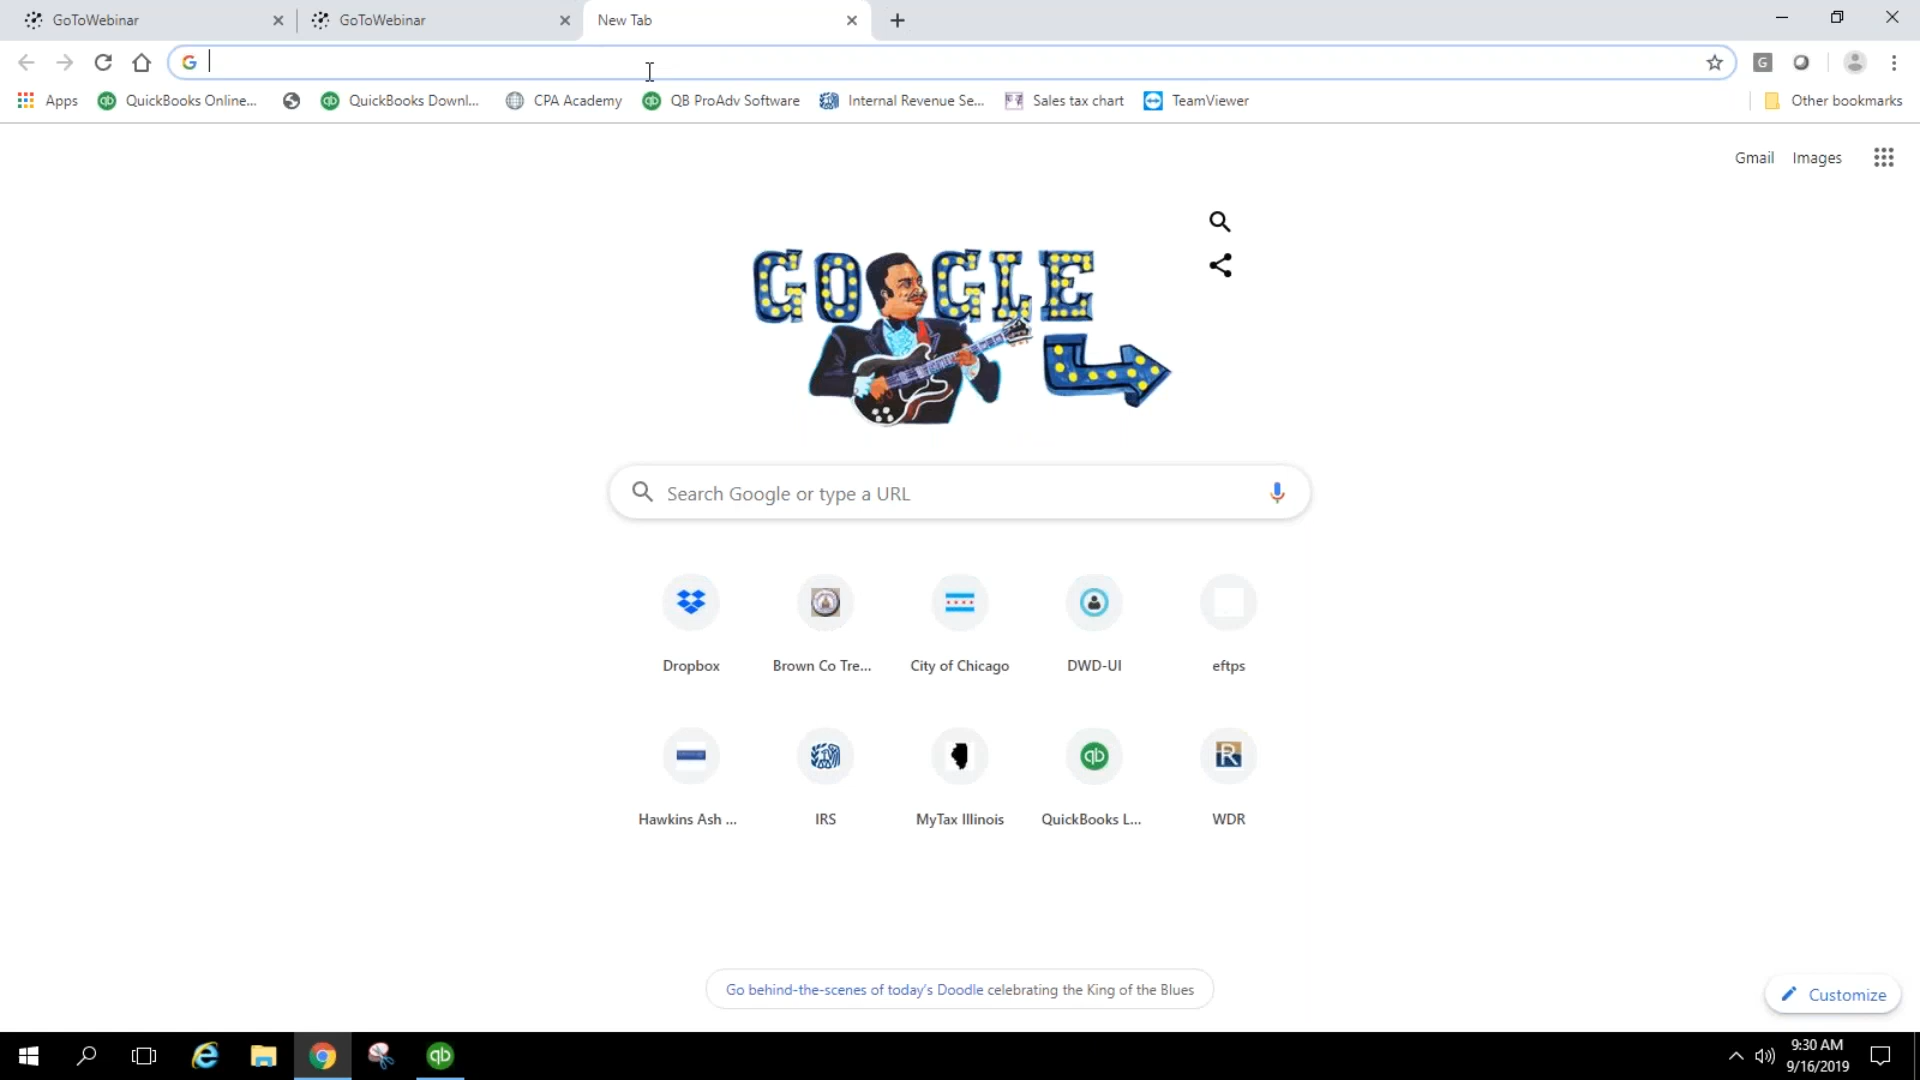 GoToWebinar
GoToWebinar
New Tab
Apps
QuickBooks Online...
QuickBooks Downl...
CPA Academy
QB ProAdv Software
Internal Revenue Se...
Sales tax chart
TeamViewer
Other bookmarks
Gmail
Images
GOOGLE
Search Google or type a URL
Dropbox
Brown Co Tre...
City of Chicago
DWD-UI
eftps
Hawkins Ash ...
IRS
MyTax Illinois
QuickBooks L...
WDR
Go behind-the-scenes of today's Doodle celebrating the King of the Blues
Customize
9:30 AM
9/16/2019